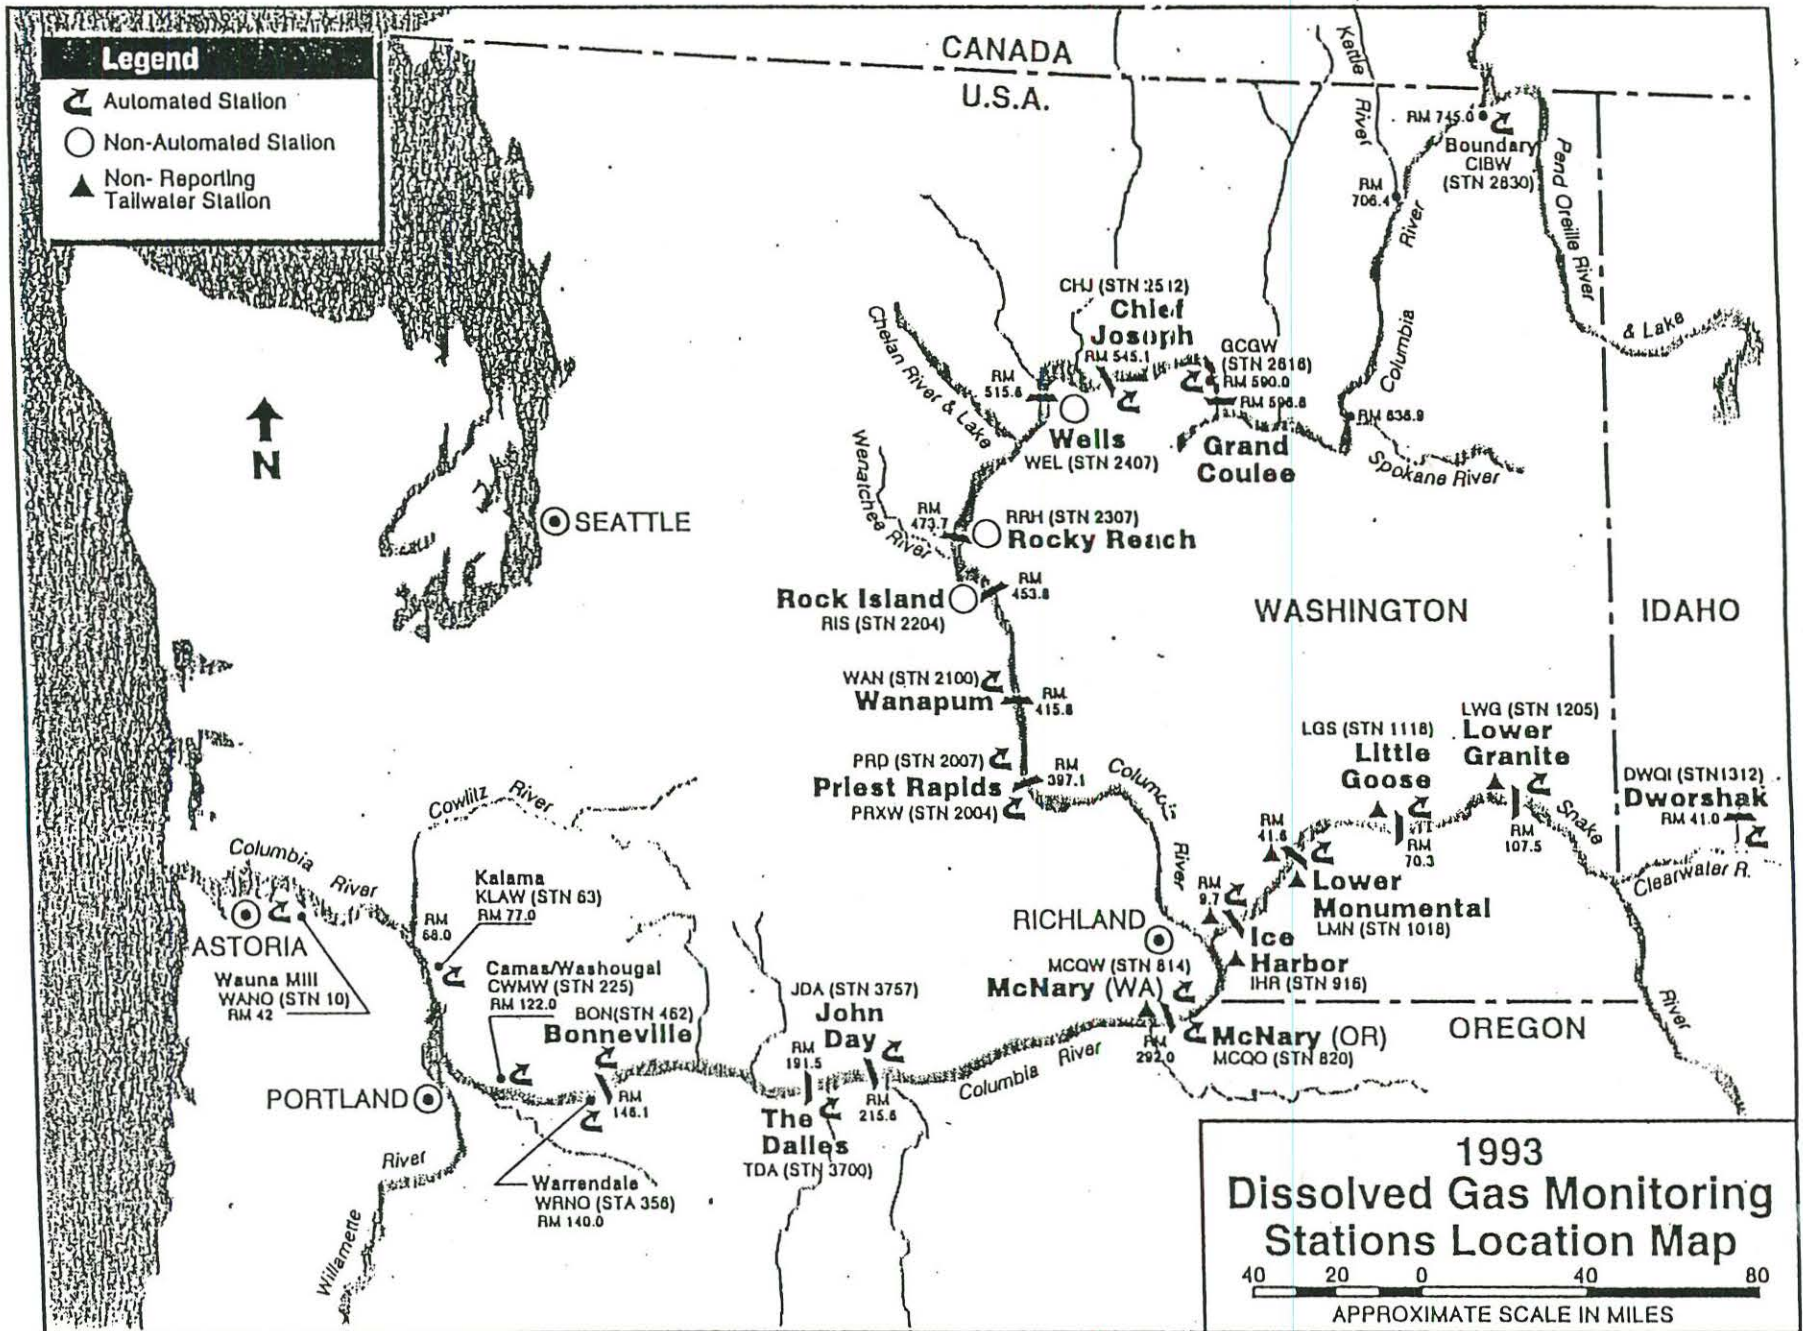 Legend
Automated Station
Non-Automated Station
Non- Reporting
Tailwater Station
CANADA
U.S.A.
Kettle
River
RM 745.0
Boundary
CIBW
(STN 2830)
RM
706.4
River
Columbia
Pend Oreille River
& Lake
CHJ (STN 2512)
Chief
Joseph
RM 545.1
GCGW
(STN 2616)
RM 590.0
RM 596.6
Grand
Coulee
RM 638.9
Spokane River
Chelan River & Lake
RM
515.6
Wells
WEL (STN 2407)
N
SEATTLE
Wenatchee
River
RM
473.7
RRH (STN 2307)
Rocky Reach
Rock Island
RIS (STN 2204)
RM
453.8
WASHINGTON
IDAHO
WAN (STN 2100)
Wanapum
RM
415.8
PRD (STN 2007)
Priest Rapids
PRXW (STN 2004)
RM
397.1
Columbia
River
LWG (STN 1205)
Lower
Granite
LGS (STN 1118)
Little
Goose
RM
107.5
RM
70.3
Snake
DWQI (STN1312)
Dworshak
RM 41.0
Clearwater R.
RM
41.6
Lower
Monumental
LMN (STN 1018)
RM
9.7
Ice
Harbor
IHR (STN 916)
RICHLAND
MCQW (STN 814)
McNary (WA)
RM
292.0
McNary (OR)
MCQO (STN 820)
OREGON
River
Cowlitz River
Columbia River
ASTORIA
Wauna Mill
WANO (STN 10)
RM 42
RM
68.0
Kalama
KLAW (STN 63)
RM 77.0
Camas/Washougal
CWMW (STN 225)
RM 122.0
BON(STN 462)
Bonneville
RM
146.1
JDA (STN 3757)
John
Day
RM
191.5
RM
215.6
Columbia River
The
Dalles
TDA (STN 3700)
PORTLAND
River
Willamette
Warrendale
WRNO (STA 356)
RM 140.0
1993
Dissolved Gas Monitoring
Stations Location Map
40 20 0 40 80
APPROXIMATE SCALE IN MILES